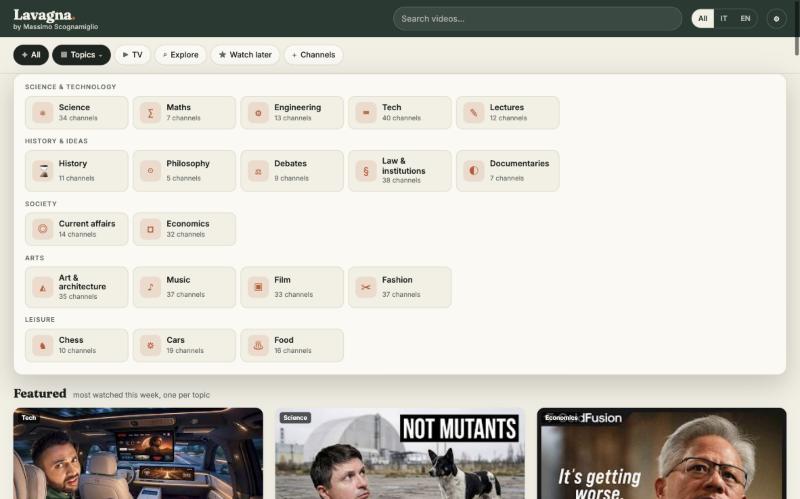 Lavagna.
by Massimo Scognamiglio
Search videos...
All IT EN
All Topics TV Explore Watch later Channels
SCIENCE & TECHNOLOGY
Science
34 channels
Maths
7 channels
Engineering
13 channels
Tech
40 channels
Lectures
12 channels
HISTORY & IDEAS
History
11 channels
Philosophy
5 channels
Debates
9 channels
Law &
institutions
38 channels
Documentaries
7 channels
SOCIETY
Current affairs
14 channels
Economics
32 channels
ARTS
Art &
architecture
35 channels
Music
37 channels
Film
33 channels
Fashion
37 channels
LEISURE
Chess
10 channels
Cars
19 channels
Food
16 channels
Featured most watched this week, one per topic
Tech
Science
NOT MUTANTS
Economics
It's getting
worse.